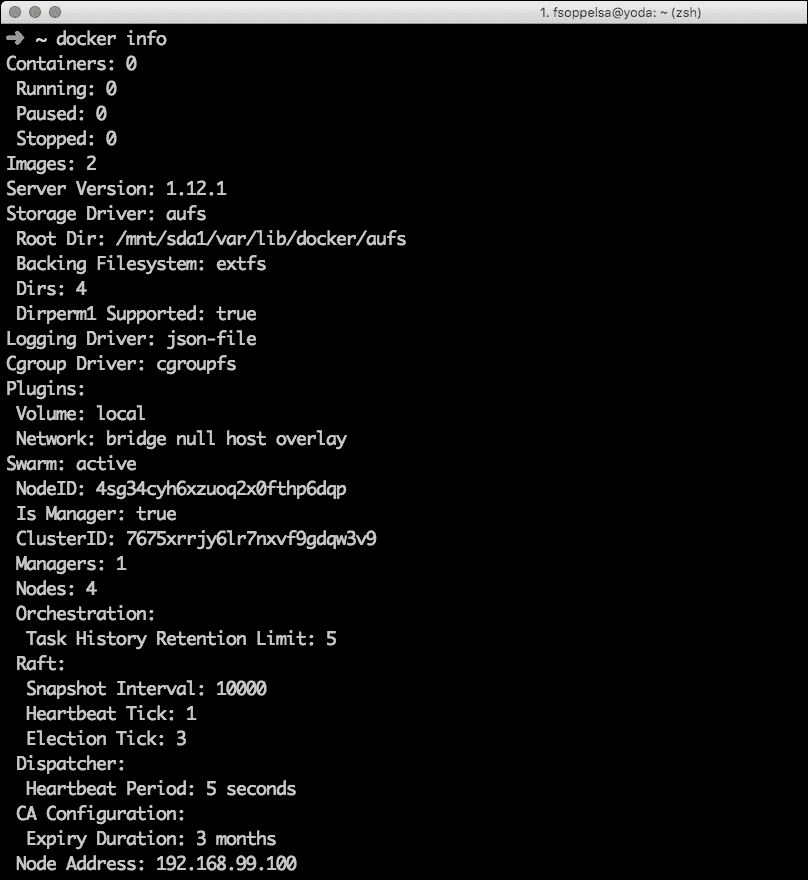 1. fsoppelsa@yoda: ~ (zsh)
➜ ~ docker info
Containers: 0
Running: 0
Paused: 0
Stopped: 0
Images: 2
Server Version: 1.12.1
Storage Driver: aufs
Root Dir: /mnt/sda1/var/lib/docker/aufs
Backing Filesystem: extfs
Dirs: 4
Dirperm1 Supported: true
Logging Driver: json-file
Cgroup Driver: cgroupfs
Plugins:
Volume: local
Network: bridge null host overlay
Swarm: active
NodeID: 4sg34cyh6xzuoq2x0fthp6dqp
Is Manager: true
ClusterID: 7675xrrjy6lr7nxvf9gdqw3v9
Managers: 1
Nodes: 4
Orchestration:
Task History Retention Limit: 5
Raft:
Snapshot Interval: 10000
Heartbeat Tick: 1
Election Tick: 3
Dispatcher:
Heartbeat Period: 5 seconds
CA Configuration:
Expiry Duration: 3 months
Node Address: 192.168.99.100